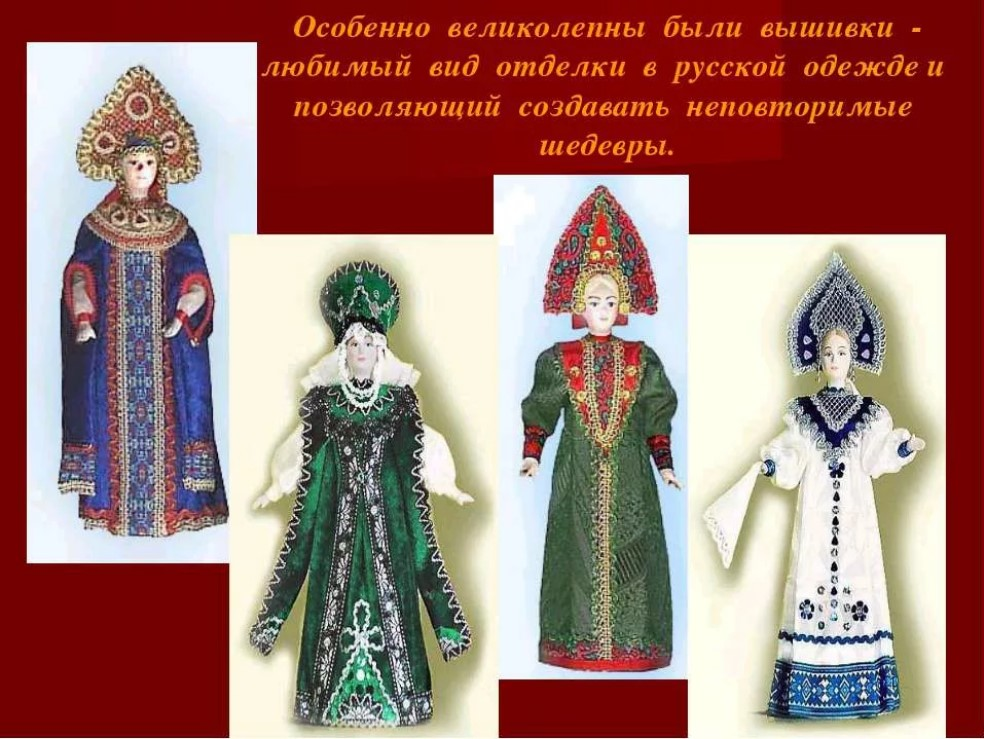 Особенно великолепны были вышивки -
любимый вид отделки в русской одежде и
позволяющий создавать неповторимые
шедевры.